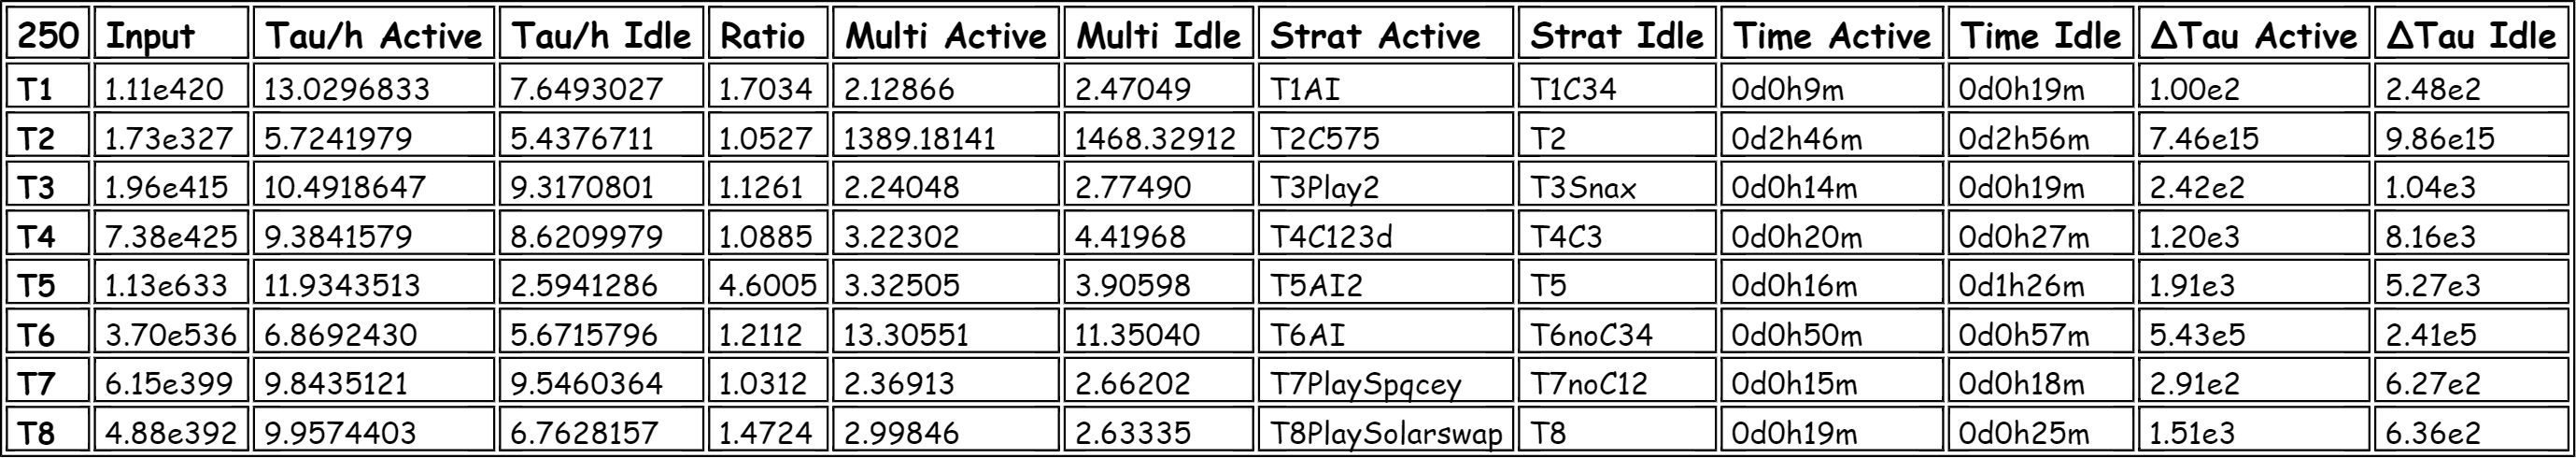 250 Input Tau/h Active Tau/h Idle Ratio Multi Active Multi Idle Strat Active Strat Idle Time Active Time Idle ΔTau Active ΔTau Idle
T1 1.11e420 13.0296833 7.6493027 1.7034 2.12866 2.47049 T1AI T1C34 0d0h9m 0d0h19m 1.00e2 2.48e2
T2 1.73e327 5.7241979 5.4376711 1.0527 1389.18141 1468.32912 T2C575 T2 0d2h46m 0d2h56m 7.46e15 9.86e15
T3 1.96e415 10.4918647 9.3170801 1.1261 2.24048 2.77490 T3Play2 T3Snax 0d0h14m 0d0h19m 2.42e2 1.04e3
T4 7.38e425 9.3841579 8.6209979 1.0885 3.22302 4.41968 T4C123d T4C3 0d0h20m 0d0h27m 1.20e3 8.16e3
T5 1.13e633 11.9343513 2.5941286 4.6005 3.32505 3.90598 T5AI2 T5 0d0h16m 0d1h26m 1.91e3 5.27e3
T6 3.70e536 6.8692430 5.6715796 1.2112 13.30551 11.35040 T6AI T6noC34 0d0h50m 0d0h57m 5.43e5 2.41e5
T7 6.15e399 9.8435121 9.5460364 1.0312 2.36913 2.66202 T7PlaySpqcey T7noC12 0d0h15m 0d0h18m 2.91e2 6.27e2
T8 4.88e392 9.9574403 6.7628157 1.4724 2.99846 2.63335 T8PlaySolarswap T8 0d0h19m 0d0h25m 1.51e3 6.36e2